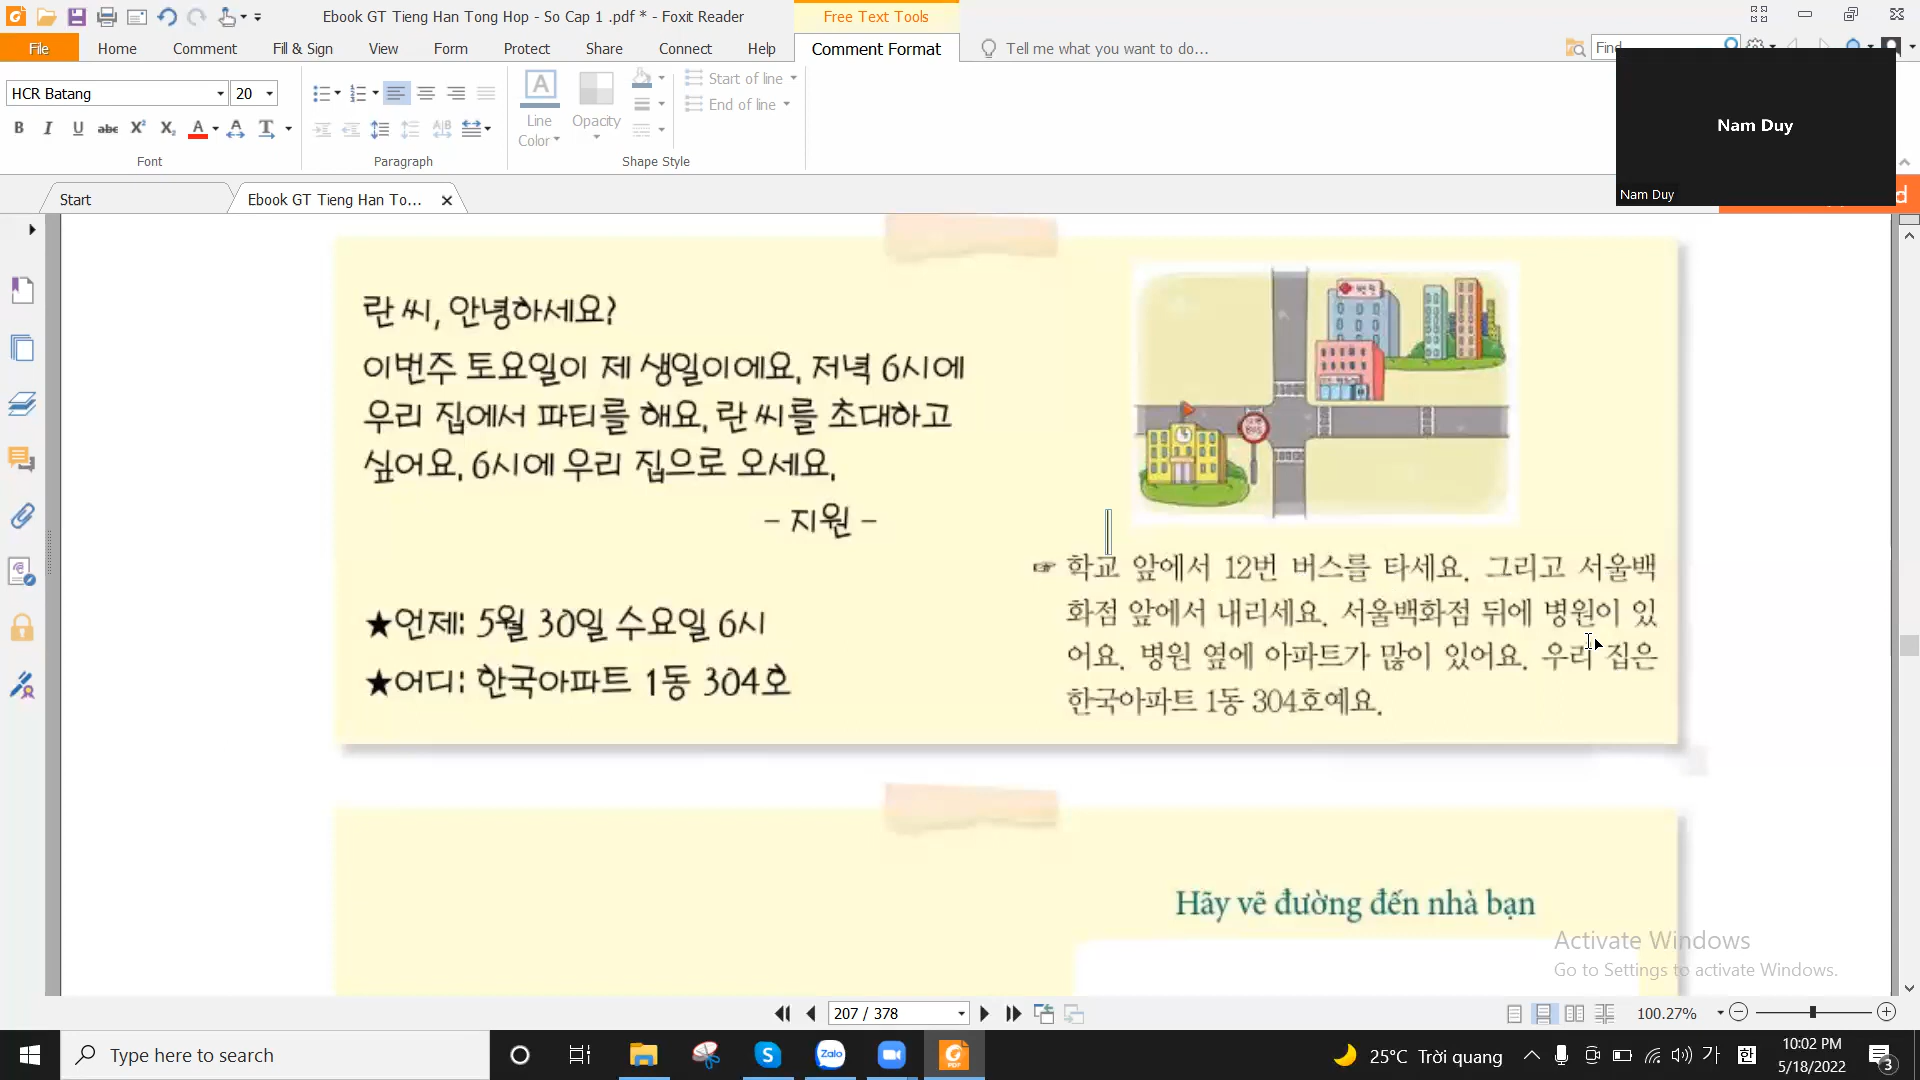 Ebook GT Tieng Han Tong Hop - So Cap 1 .pdf * - Foxit Reader
Free Text Tools
File Home Comment Fill & Sign View Form Protect Share Connect Help Comment Format Tell me what you want to do... Find
HCR Batang 20
Start of line
End of line
Line Color
Opacity
Font Paragraph Shape Style
Nam Duy
Nam Duy
Start
Ebook GT Tieng Han To...
란 씨, 안녕하세요?
이번주 토요일이 제 생일이에요. 저녁 6시에
우리 집에서 파티를 해요. 란 씨를 초대하고
싶어요. 6시에 우리 집으로 오세요.
– 지원 –
★언제: 5월 30일 수요일 6시
★어디: 한국아파트 1동 304호
☞ 학교 앞에서 12번 버스를 타세요. 그리고 서울백
화점 앞에서 내리세요. 서울백화점 뒤에 병원이 있
어요. 병원 옆에 아파트가 많이 있어요. 우리 집은
한국아파트 1동 304호예요.
Hãy vẽ đường đến nhà bạn
Activate Windows
Go to Settings to activate Windows.
207 / 378
100.27%
Type here to search
Zalo
25°C Trời quang
가
한
10:02 PM
5/18/2022
3